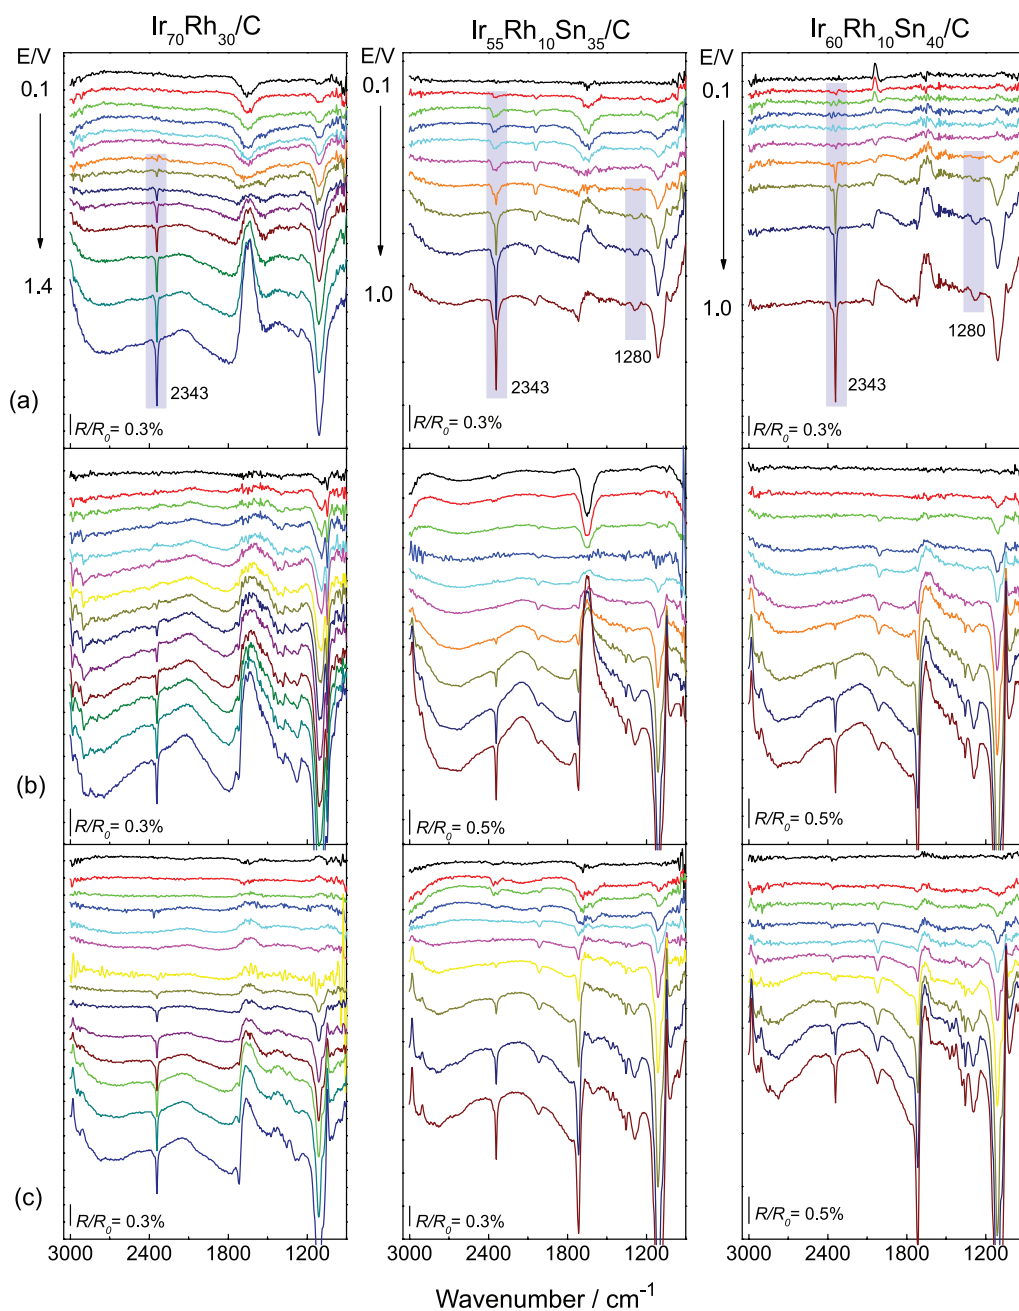 Ir70Rh30/C
Ir55Rh10Sn35/C
Ir60Rh10Sn40/C
E/V
0.1
1.4
2343
(a)
R/R0= 0.3%
E/V
0.1
1.0
1280
2343
R/R0= 0.3%
E/V
0.1
1.0
1280
2343
R/R0= 0.3%
(b)
R/R0= 0.3%
R/R0= 0.5%
R/R0= 0.5%
(c)
R/R0= 0.3%
R/R0= 0.3%
R/R0= 0.5%
3000 2400 1800 1200
3000 2400 1800 1200
3000 2400 1800 1200
Wavenumber / cm⁻¹